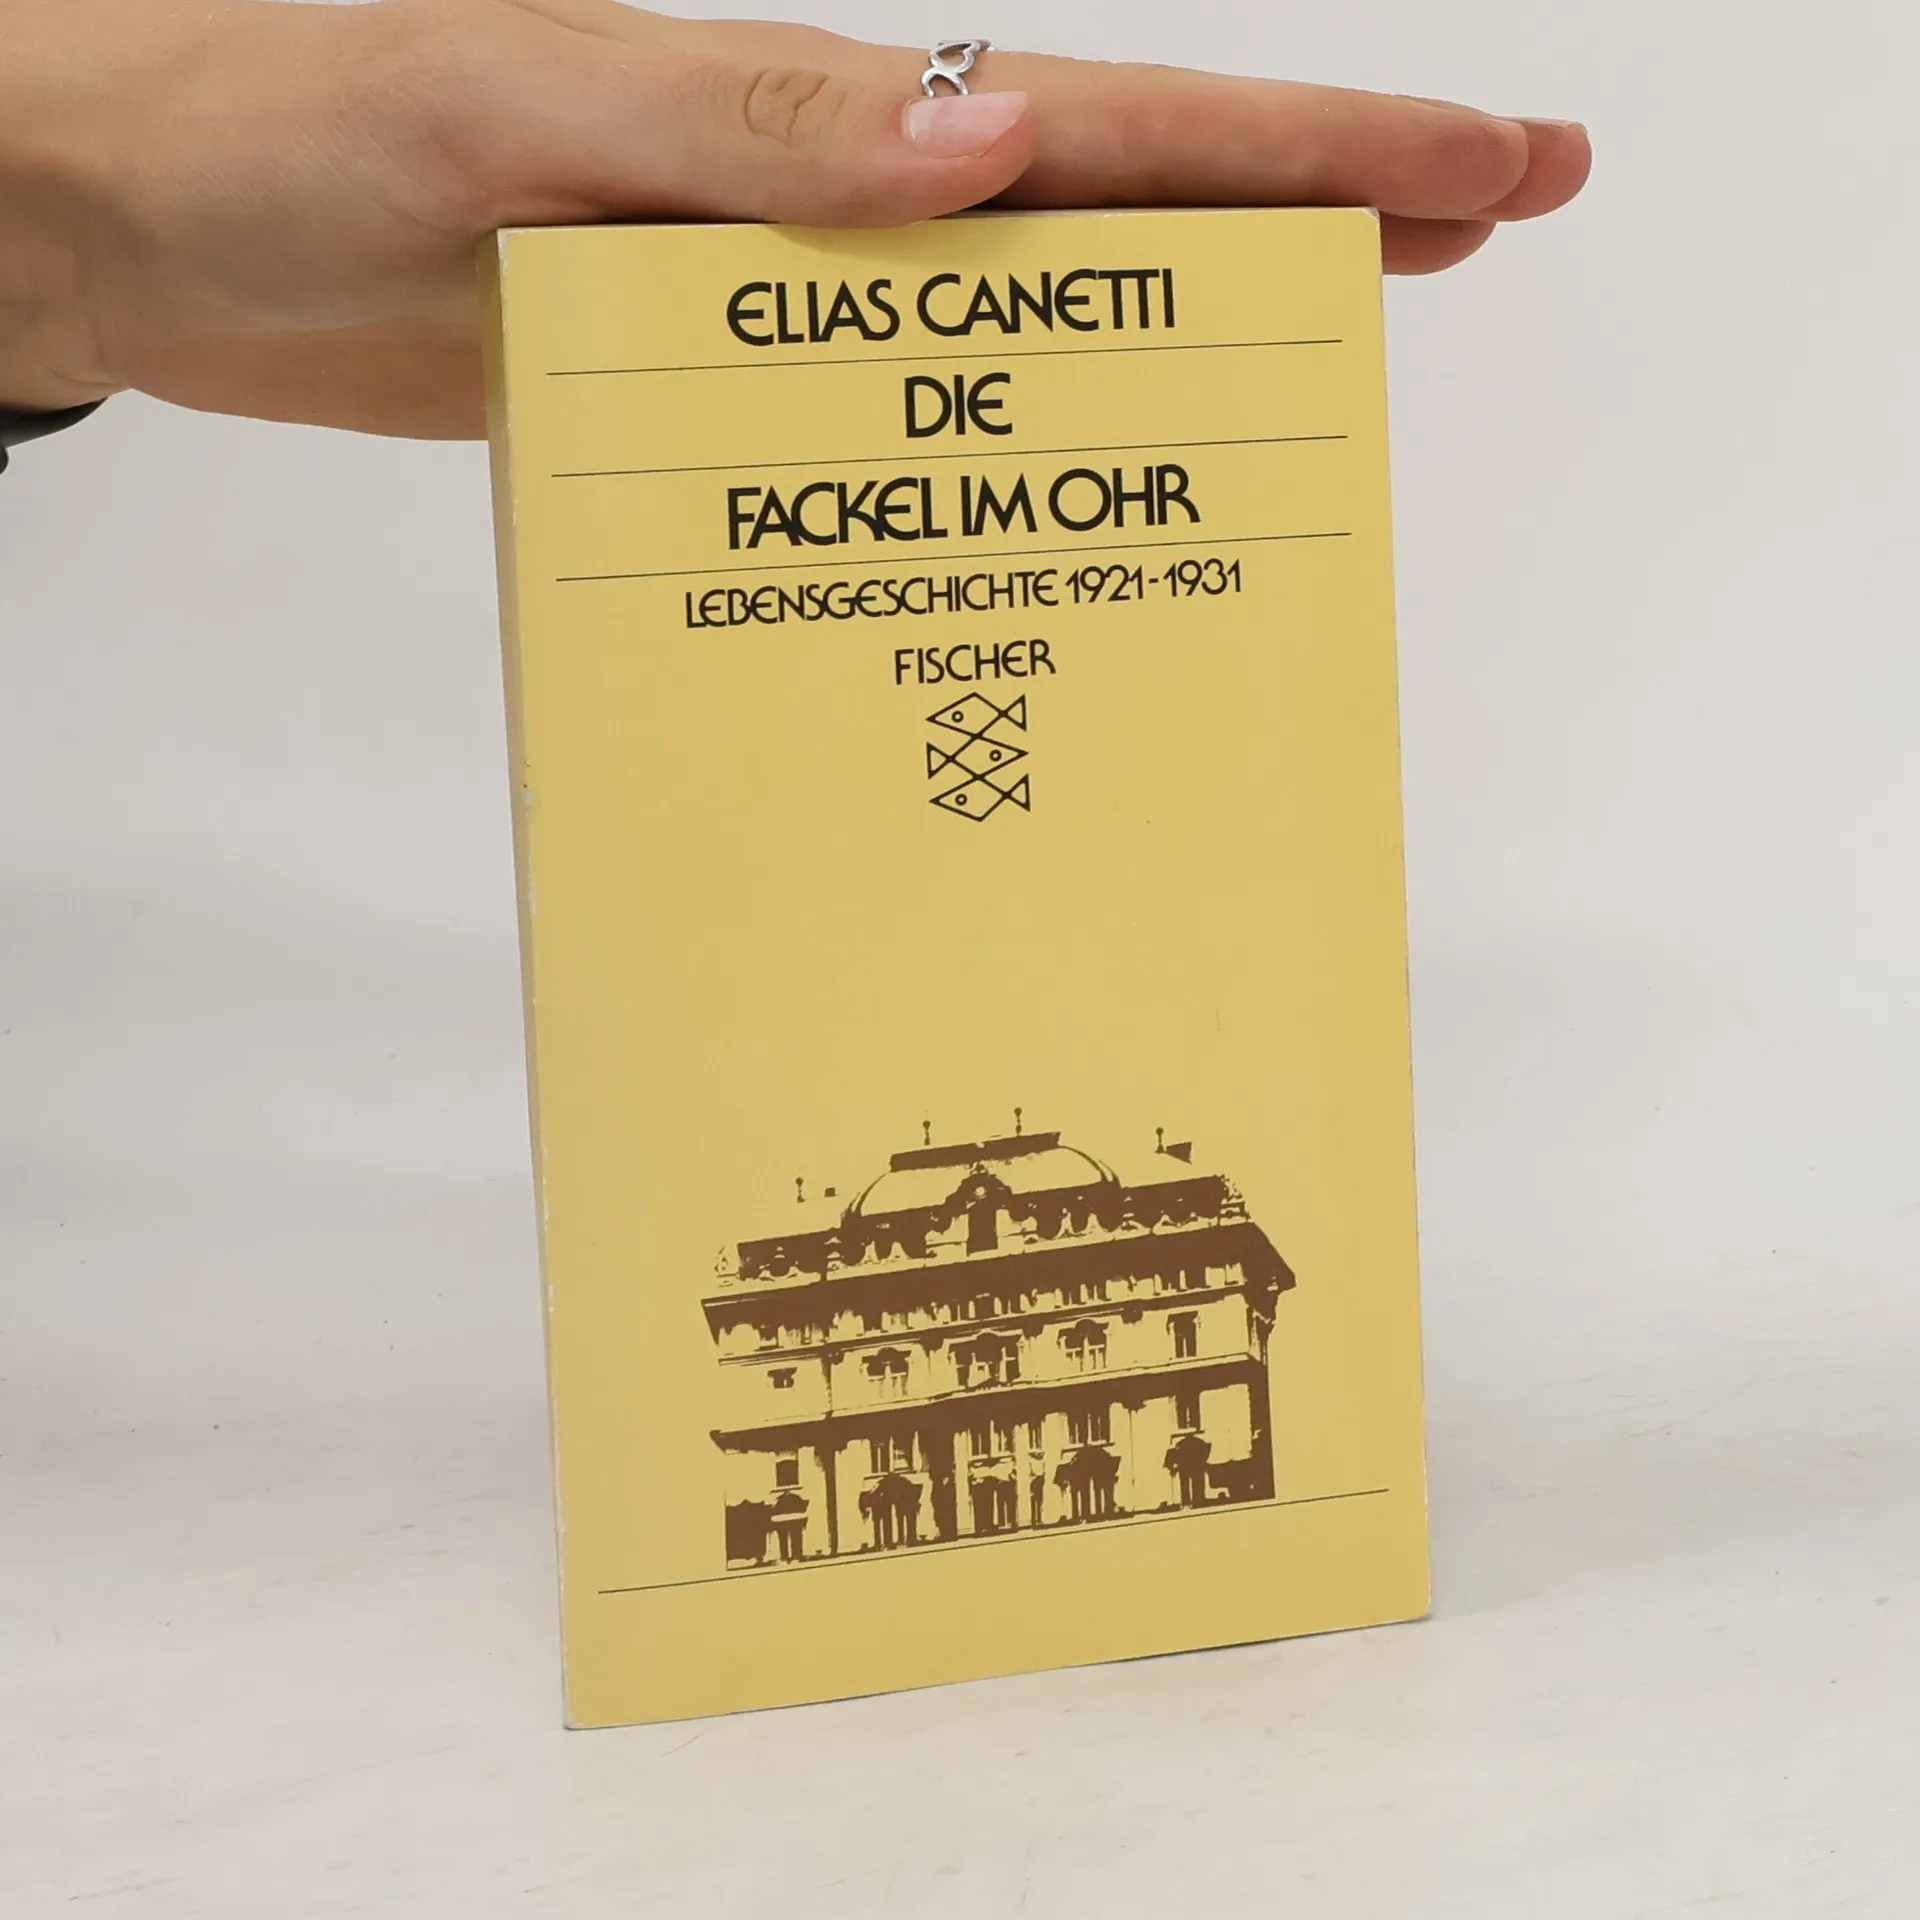 ELIAS CANETTI
DIE
FACKEL IM OHR
LEBENSGESCHICHTE 1921-1931
FISCHER